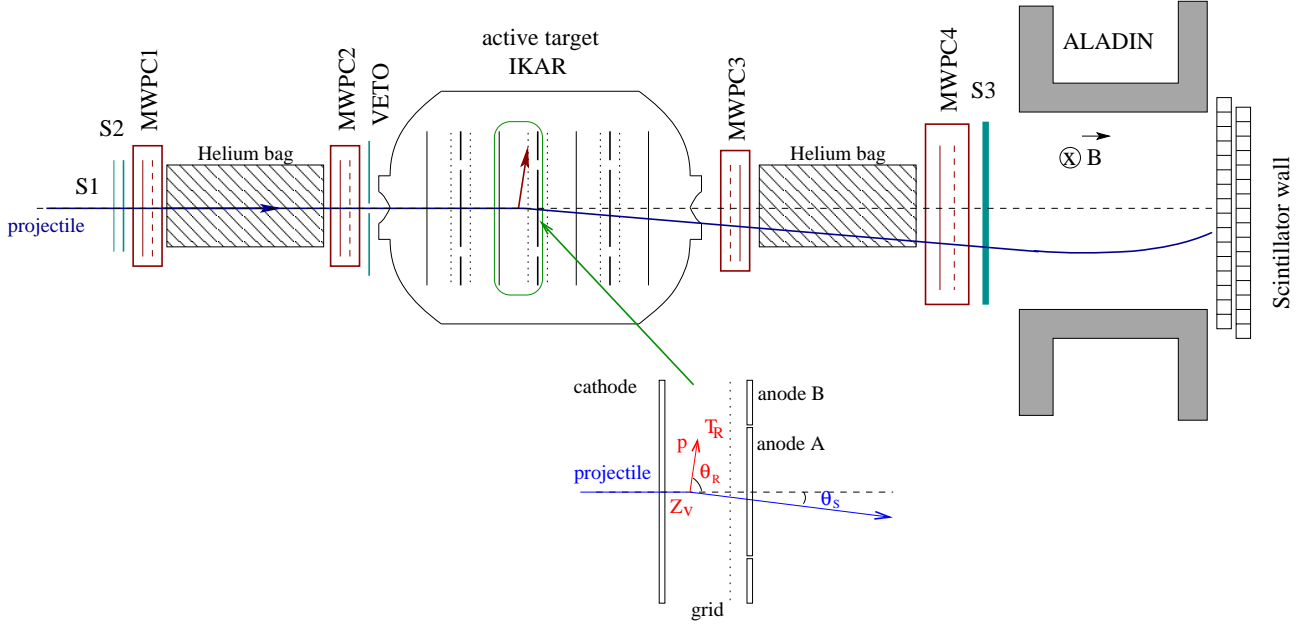 active target
IKAR
ALADIN
MWPC1
MWPC2
VETO
MWPC3
MWPC4
S3
S2
S1
Helium bag
Helium bag
projectile
x B
Scintillator wall
cathode
anode B
anode A
T_R
p
θ_R
projectile
Z_V
θ_S
grid